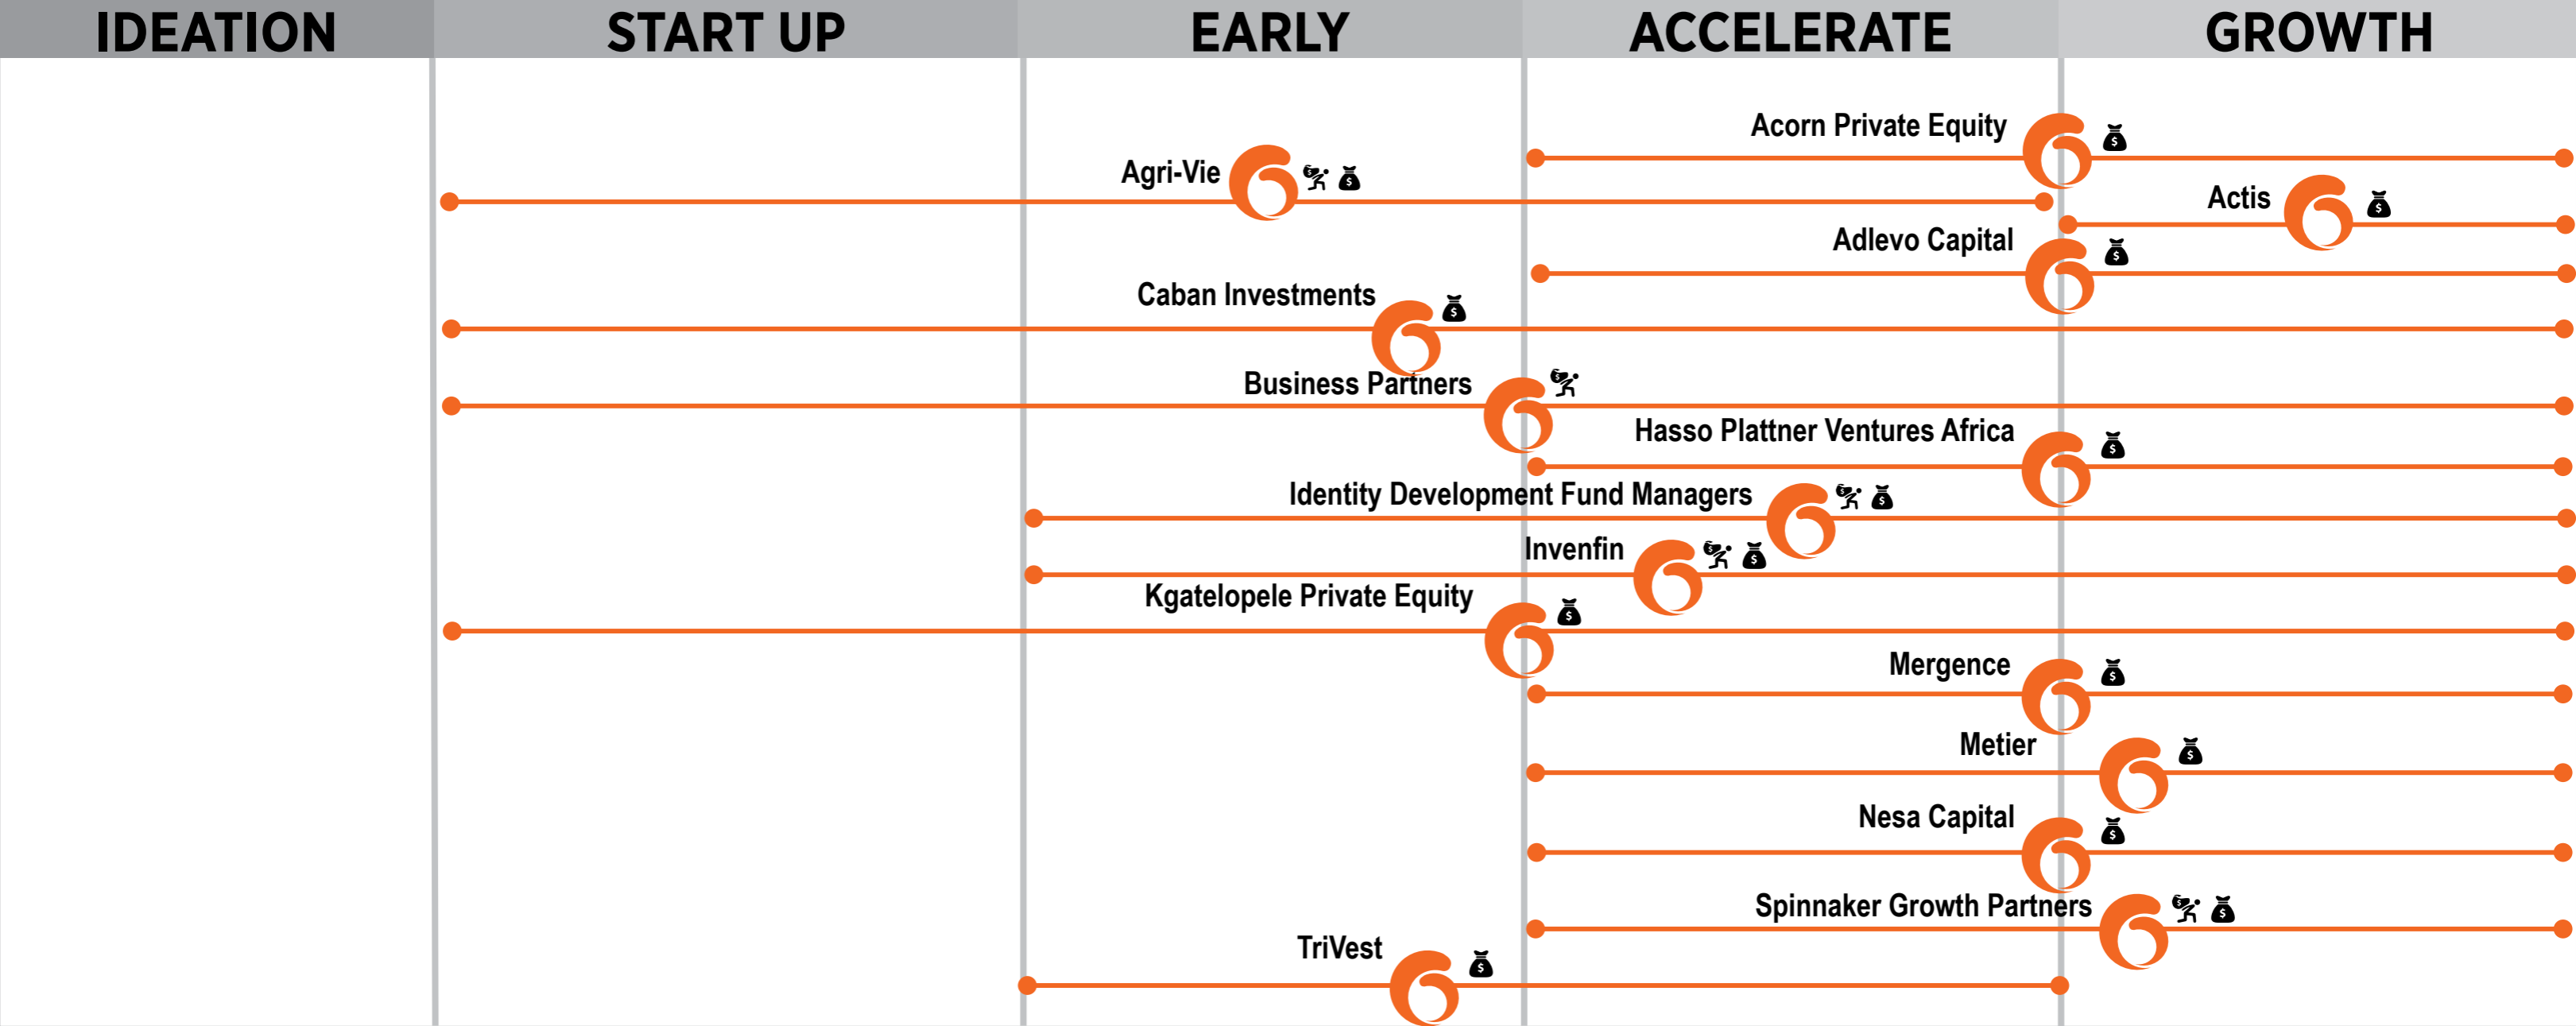 IDEATION
START UP
EARLY
ACCELERATE
GROWTH
Acorn Private Equity
Agri-Vie
Actis
Adlevo Capital
Caban Investments
Business Partners
Hasso Plattner Ventures Africa
Identity Development Fund Managers
Invenfin
Kgatelopele Private Equity
Mergence
Metier
Nesa Capital
Spinnaker Growth Partners
TriVest